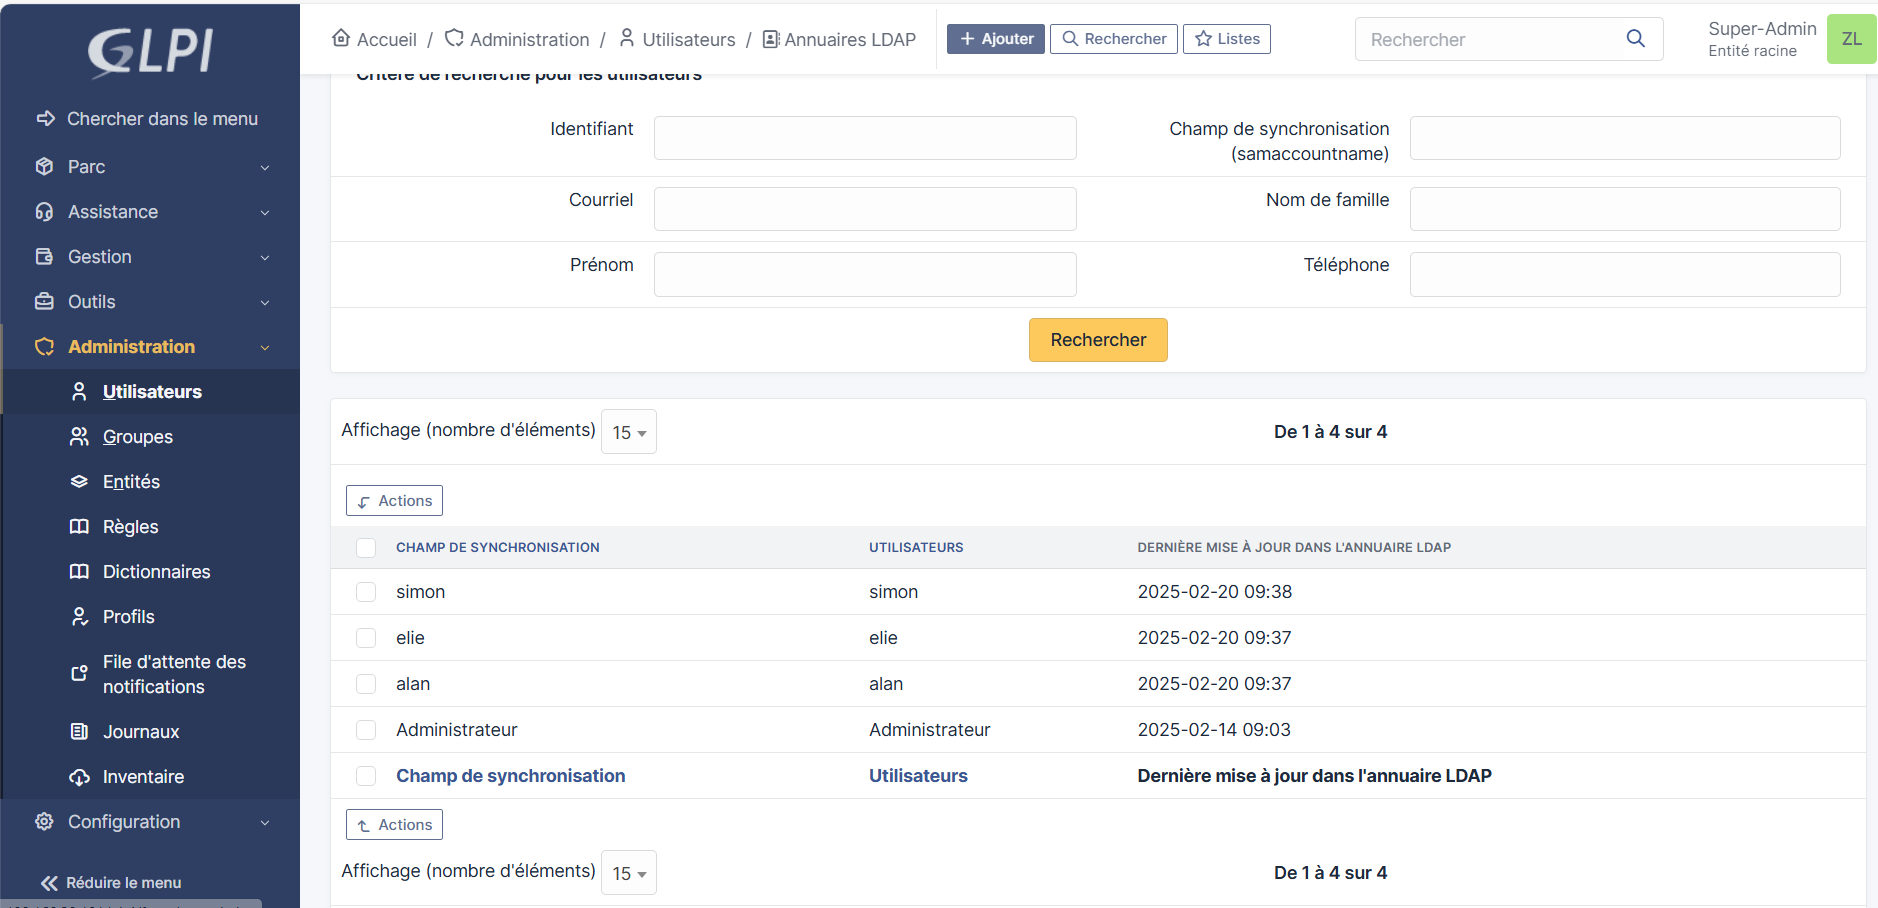 GLPI
Accueil / Administration / Utilisateurs / Annuaires LDAP
Ajouter
Rechercher
Listes
Rechercher
Super-Admin
Entité racine
ZL
Chercher dans le menu
Parc
Assistance
Gestion
Outils
Administration
Utilisateurs
Groupes
Entités
Règles
Dictionnaires
Profils
File d'attente des
notifications
Journaux
Inventaire
Configuration
Réduire le menu
Critère de recherche pour les utilisateurs
Identifiant
Champ de synchronisation
(samaccountname)
Courriel
Nom de famille
Prénom
Téléphone
Rechercher
Affichage (nombre d'éléments) 15
De 1 à 4 sur 4
Actions
CHAMP DE SYNCHRONISATION UTILISATEURS DERNIÈRE MISE À JOUR DANS L'ANNUAIRE LDAP
simon simon 2025-02-20 09:38
elie elie 2025-02-20 09:37
alan alan 2025-02-20 09:37
Administrateur Administrateur 2025-02-14 09:03
Champ de synchronisation Utilisateurs Dernière mise à jour dans l'annuaire LDAP
Actions
Affichage (nombre d'éléments) 15
De 1 à 4 sur 4